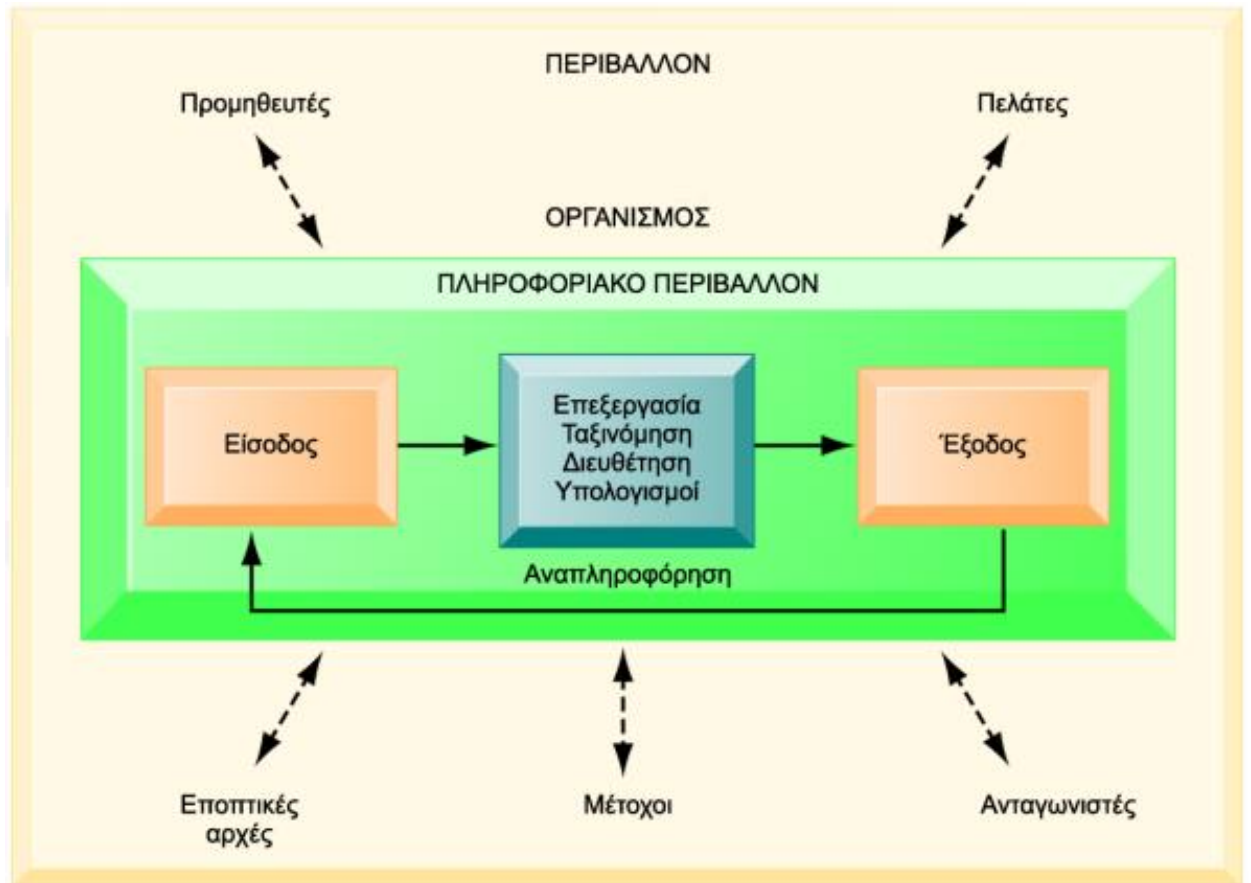 ΠΕΡΙΒΑΛΛΟΝ
Προμηθευτές
Πελάτες
ΟΡΓΑΝΙΣΜΟΣ
ΠΛΗΡΟΦΟΡΙΑΚΟ ΠΕΡΙΒΑΛΛΟΝ
Είσοδος
Επεξεργασία
Ταξινόμηση
Διευθέτηση
Υπολογισμοί
Έξοδος
Αναπληροφόρηση
Εποπτικές
αρχές
Μέτοχοι
Ανταγωνιστές